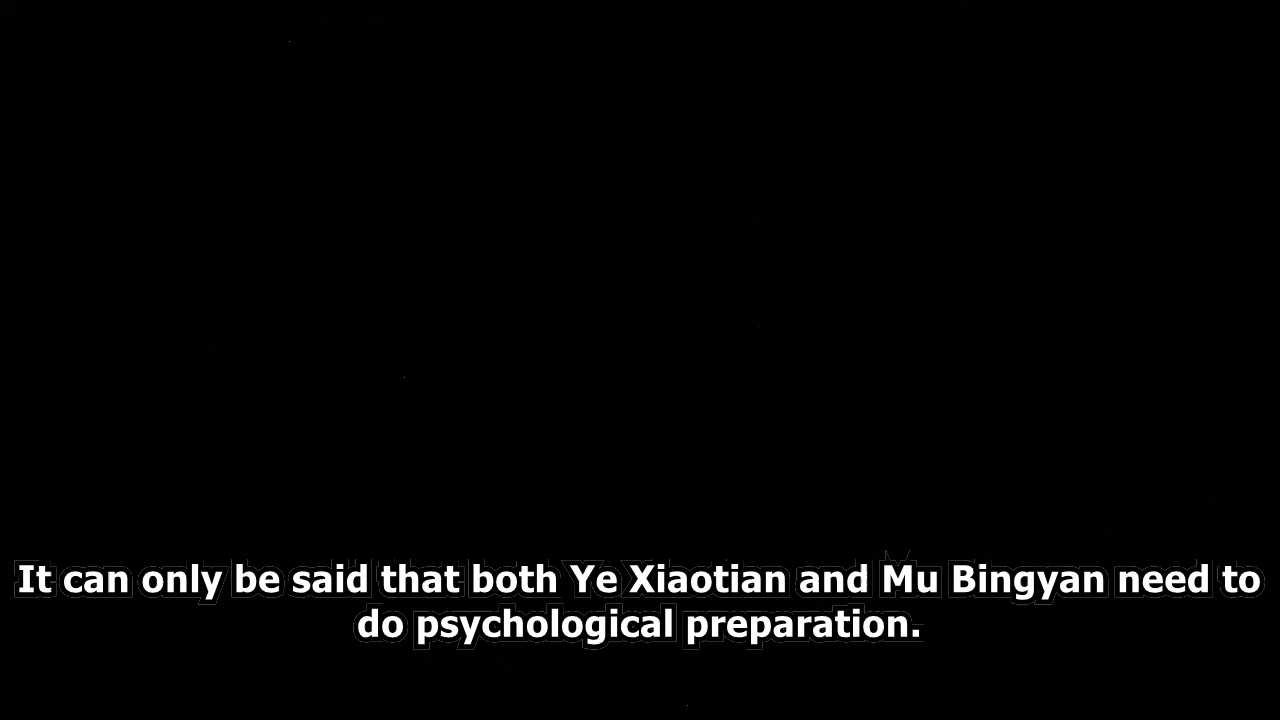 It can only be said that both Ye Xiaotian and Mu Bingyan need to
do psychological preparation.